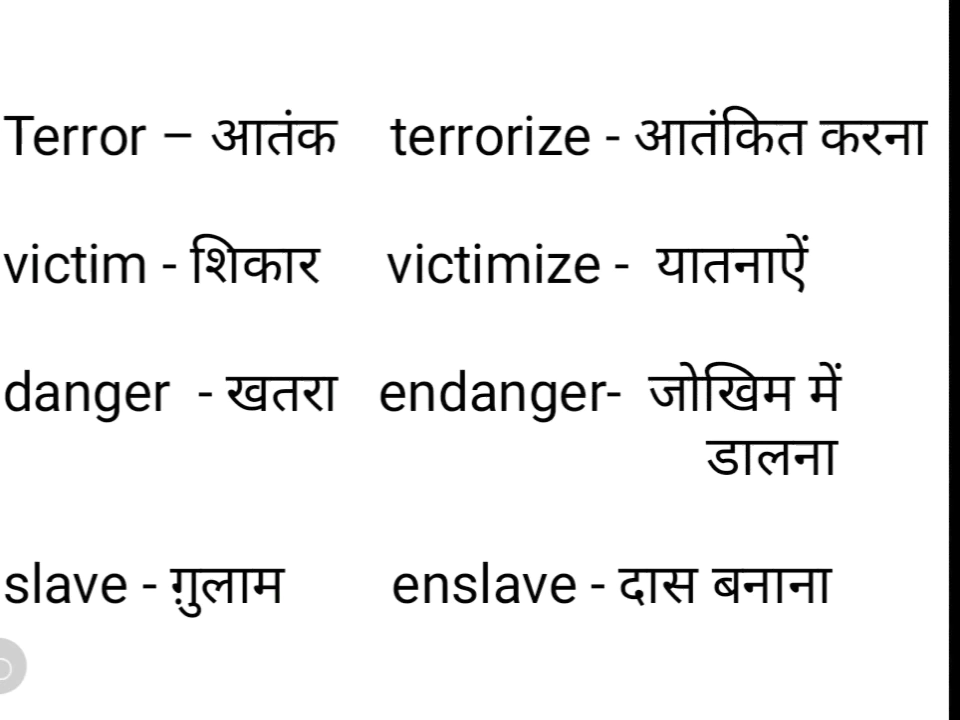 Terror – आतंक terrorize - आतंकित करना
victim - शिकार victimize - यातनाऐं
danger - खतरा endanger- जोखिम में
डालना
slave - ग़ुलाम enslave - दास बनाना